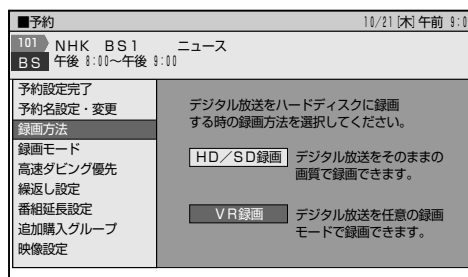 ■予約 10/21[木]午前 9:0
101 NHK BS1 ニュース
BS 午後 8:00~午後 9:00
予約設定完了
予約名設定・変更
録画方法
録画モード
高速ダビング優先
繰返し設定
番組延長設定
追加購入グループ
映像設定
デジタル放送をハードディスクに録画
する時の録画方法を選択してください。
HD/SD録画 デジタル放送をそのままの
画質で録画できます。
VR録画 デジタル放送を任意の録画
モードで録画できます。